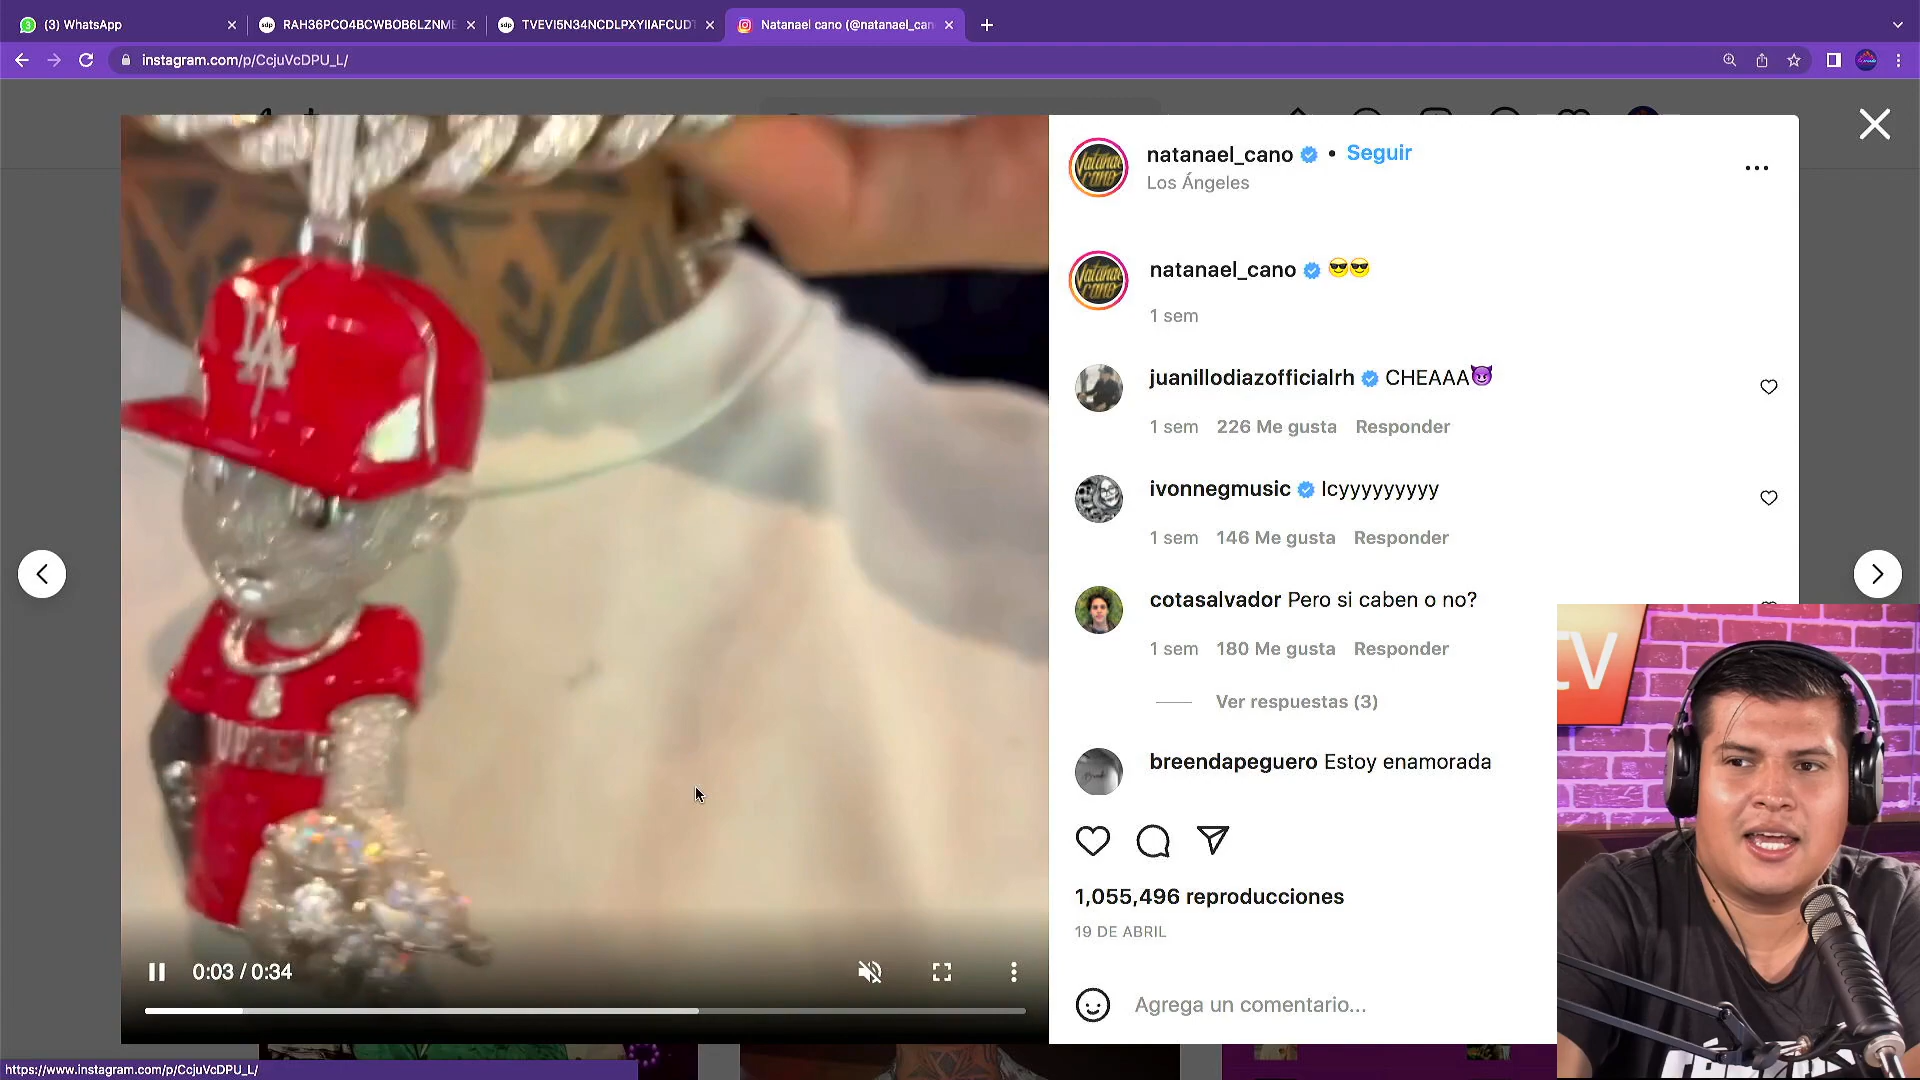 (3) WhatsApp
RAH36PCO4BCWBOB6LZNME
TVEVI5N34NCDLPXYIIAFCUDT
Natanael cano (@natanael_can
instagram.com/p/CcjuVcDPU_L/
natanael_cano • Seguir
Los Ángeles
natanael_cano 😎😎
1 sem
juanillodiazofficialrh CHEAAA😈
1 sem 226 Me gusta Responder
ivonnegmusic Icyyyyyyyyy
1 sem 146 Me gusta Responder
cotasalvador Pero si caben o no?
1 sem 180 Me gusta Responder
Ver respuestas (3)
breendapeguero Estoy enamorada
1,055,496 reproducciones
19 DE ABRIL
Agrega un comentario...
0:03 / 0:34
LA
UPREME
TV
https://www.instagram.com/p/CcjuVcDPU_L/